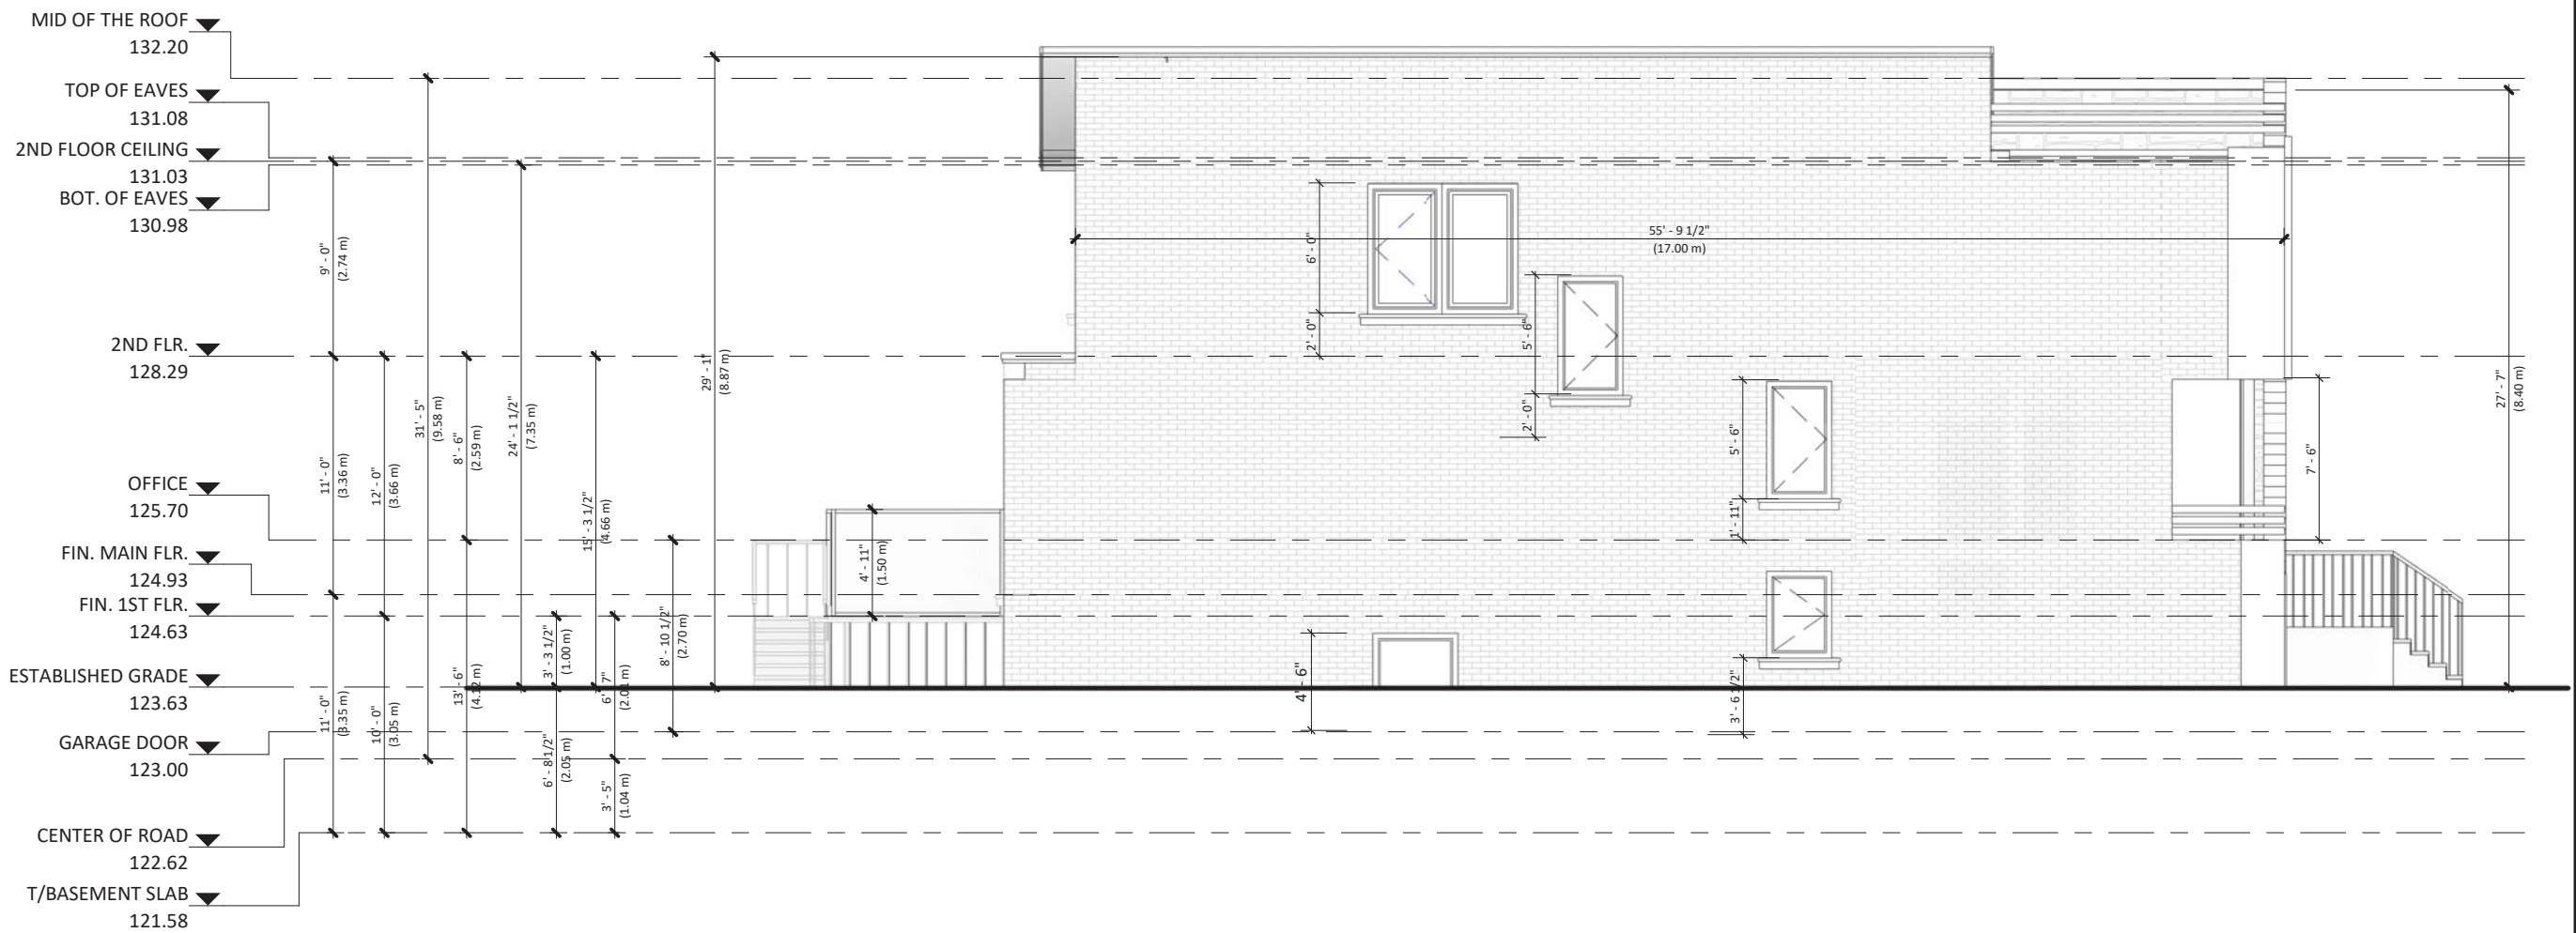 MID OF THE ROOF
132.20
TOP OF EAVES
131.08
2ND FLOOR CEILING
131.03
BOT. OF EAVES
130.98
2ND FLR.
128.29
OFFICE
125.70
FIN. MAIN FLR.
124.93
FIN. 1ST FLR.
124.63
ESTABLISHED GRADE
123.63
GARAGE DOOR
123.00
CENTER OF ROAD
122.62
T/BASEMENT SLAB
121.58
9' - 0"
(2.74 m)
11' - 0"
(3.36 m)
11' - 0"
(3.35 m)
12' - 0"
(3.66 m)
10' - 0"
(3.05 m)
31' - 5"
(9.58 m)
8' - 6"
(2.59 m)
13' - 6"
(4.12 m)
24' - 1 1/2"
(7.35 m)
3' - 3 1/2"
(1.00 m)
6' - 8 1/2"
(2.05 m)
15' - 3 1/2"
(4.66 m)
6' - 7"
(2.01 m)
3' - 5"
(1.04 m)
8' - 10 1/2"
(2.70 m)
29' - 1"
(8.87 m)
4' - 11"
(1.50 m)
6' - 0"
2' - 0"
4' - 6"
5' - 6"
2' - 0"
55' - 9 1/2"
(17.00 m)
5' - 6"
1' - 11"
3' - 6 1/2"
7' - 6"
27' - 7"
(8.40 m)